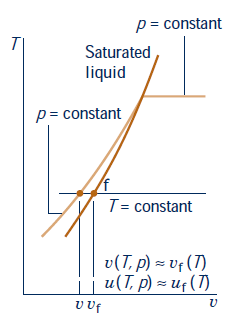 p = constant
T
Saturated
liquid
p = constant
f
T = constant
v(T, p) ≈ vf (T)
u(T, p) ≈ uf (T)
v vf
v